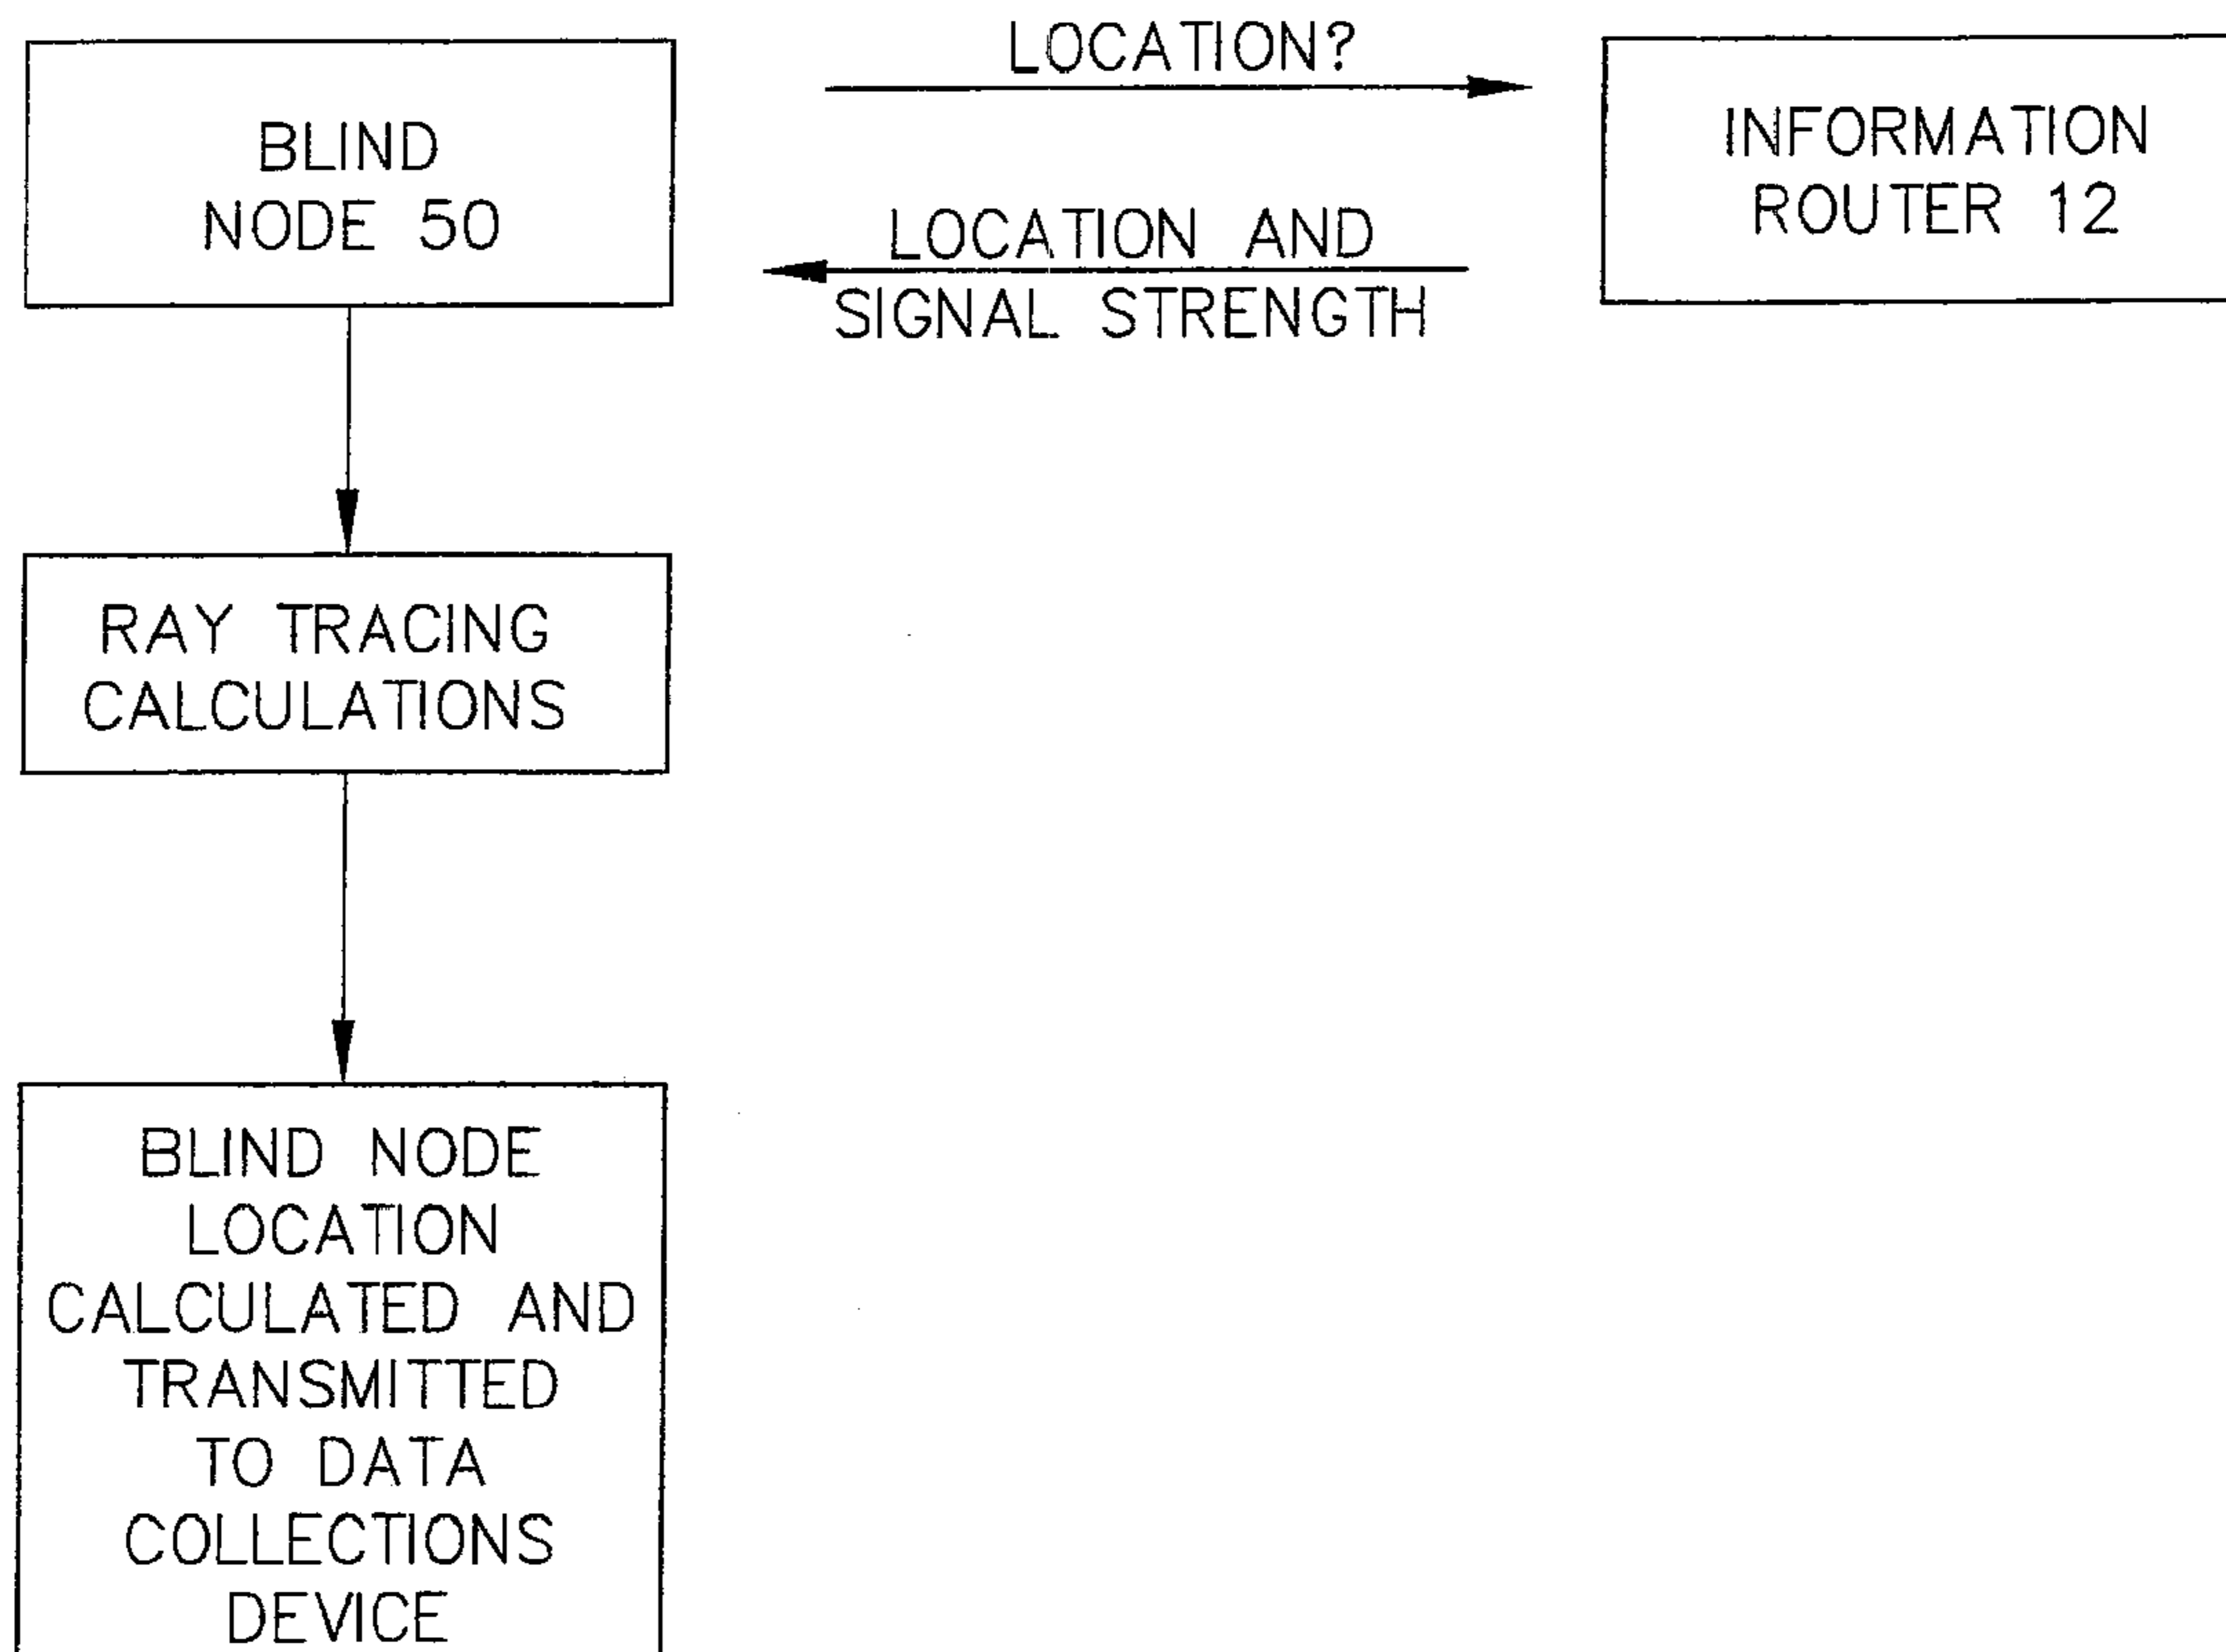 BLIND
NODE 50
LOCATION?
LOCATION AND
SIGNAL STRENGTH
INFORMATION
ROUTER 12
RAY TRACING
CALCULATIONS
BLIND NODE
LOCATION
CALCULATED AND
TRANSMITTED
TO DATA
COLLECTIONS
DEVICE